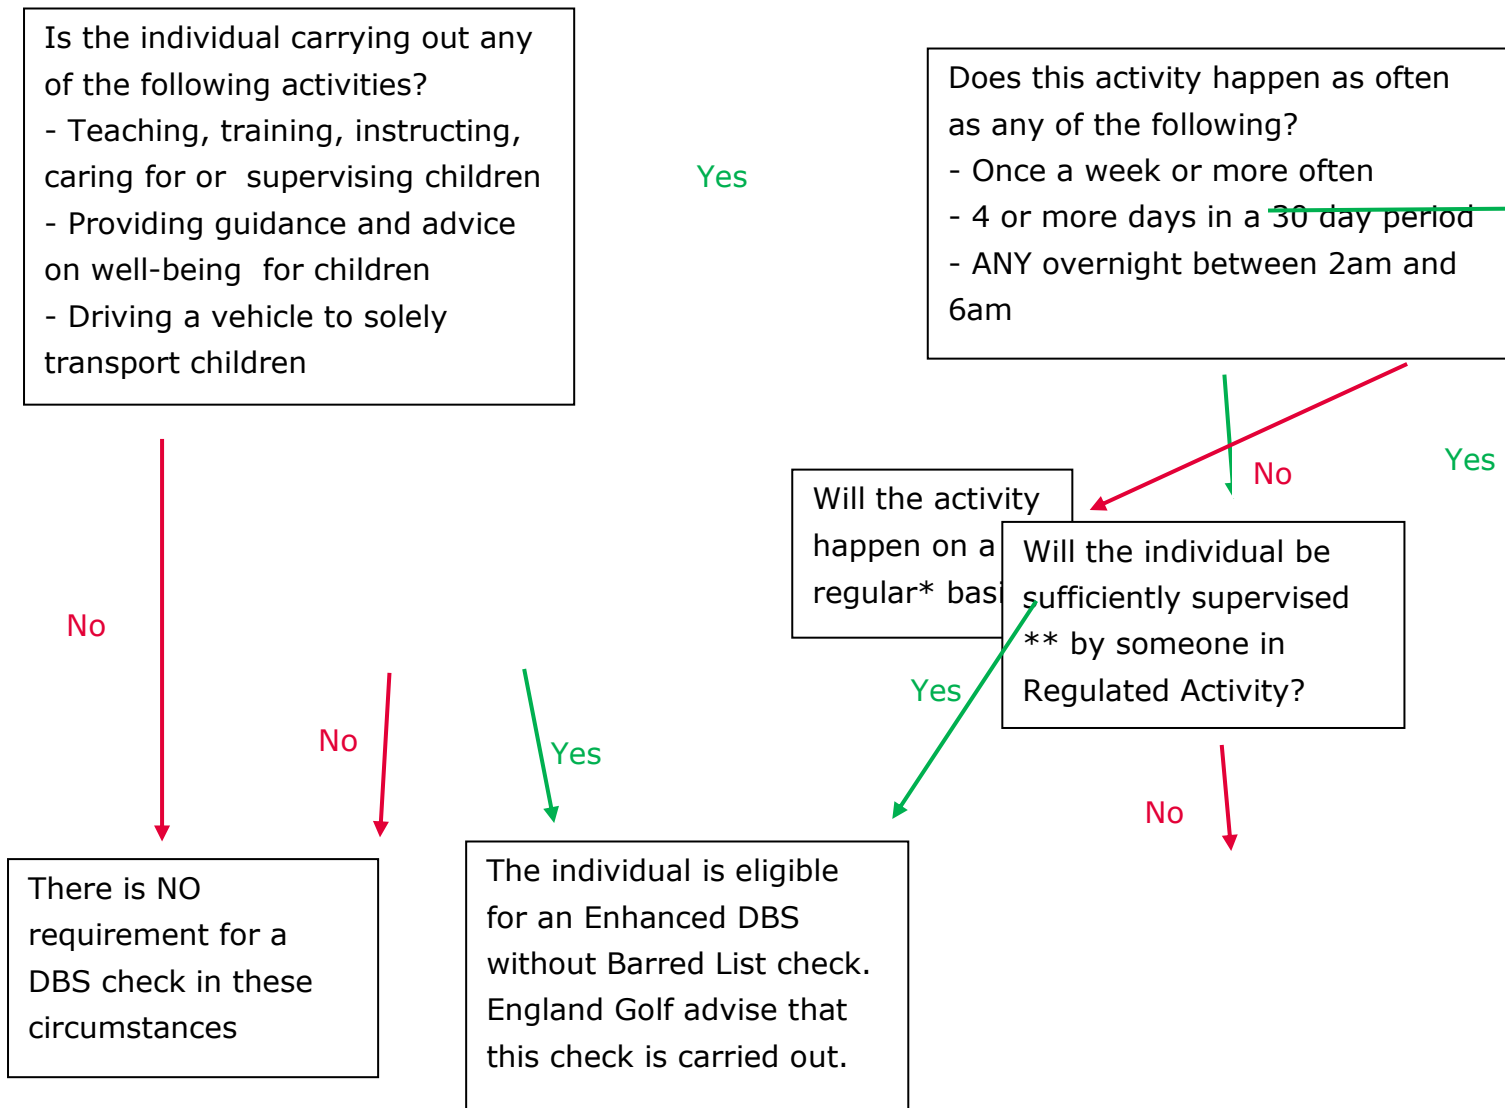 Is the individual carrying out any
of the following activities?
- Teaching, training, instructing,
caring for or supervising children
- Providing guidance and advice
on well-being for children
- Driving a vehicle to solely
transport children
Yes
Does this activity happen as often
as any of the following?
- Once a week or more often
- 4 or more days in a 30 day period
- ANY overnight between 2am and
6am
No
Yes
Will the activity
happen on a
regular*
Will the individual be
sufficiently supervised
** by someone in
Regulated Activity?
No
Yes
No
Yes
No
There is NO
requirement for a
DBS check in these
circumstances
The individual is eligible
for an Enhanced DBS
without Barred List check.
England Golf advise that
this check is carried out.